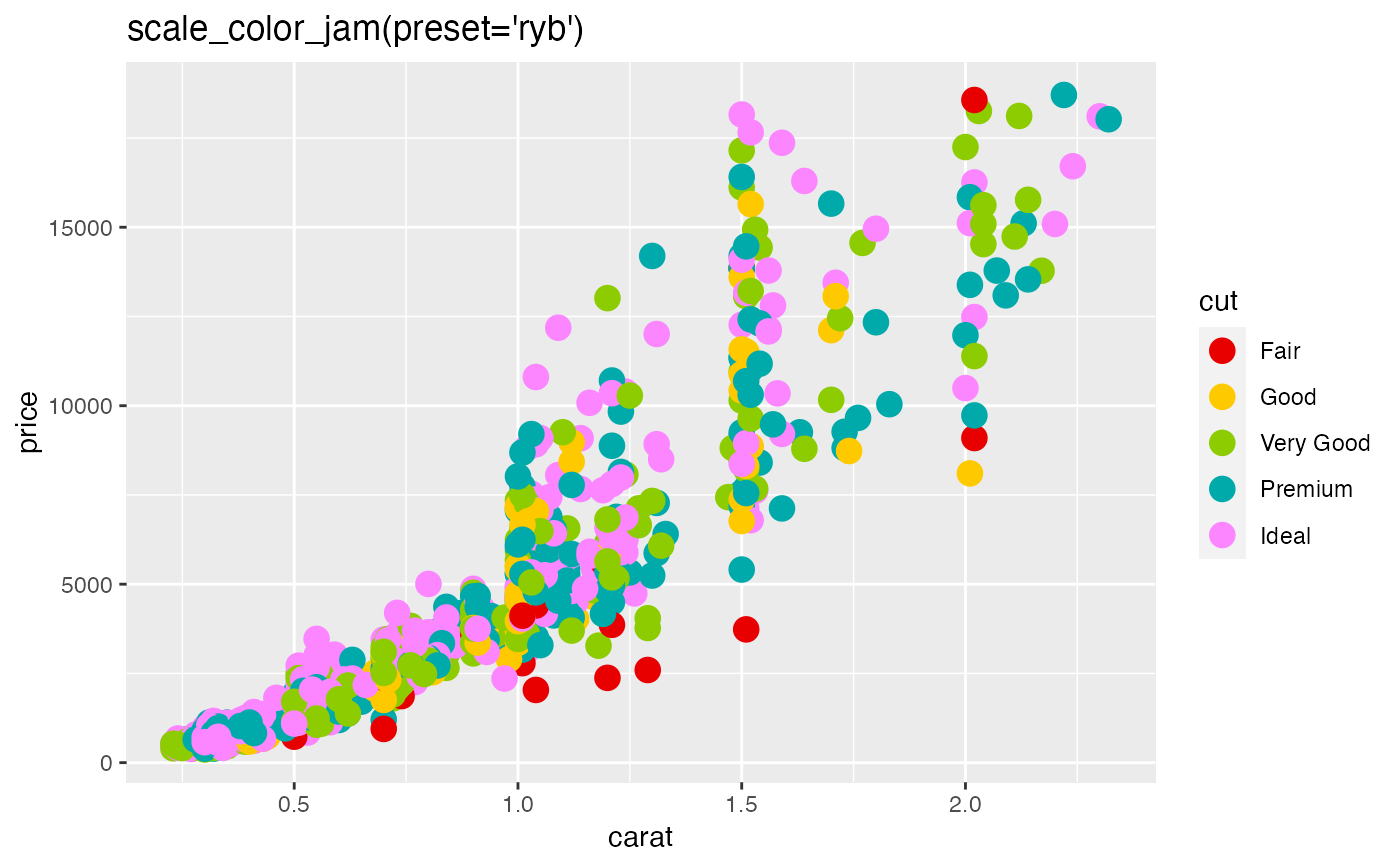 scale_color_jam(preset='ryb')
price
15000
10000
5000
0
0.5 1.0 1.5 2.0
carat
cut
Fair
Good
Very Good
Premium
Ideal